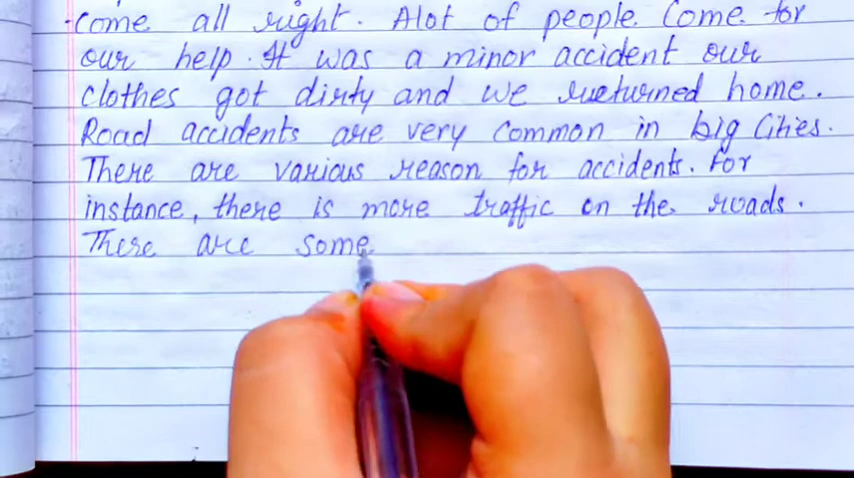 come all right. Alot of people. Come for
our help. It was a minor accident our
clothes got dirty and we rueturned home.
Road accidents are very common in big Cities.
There are various reason for accidents. For
instance, there is more traffic on the roads.
There are some